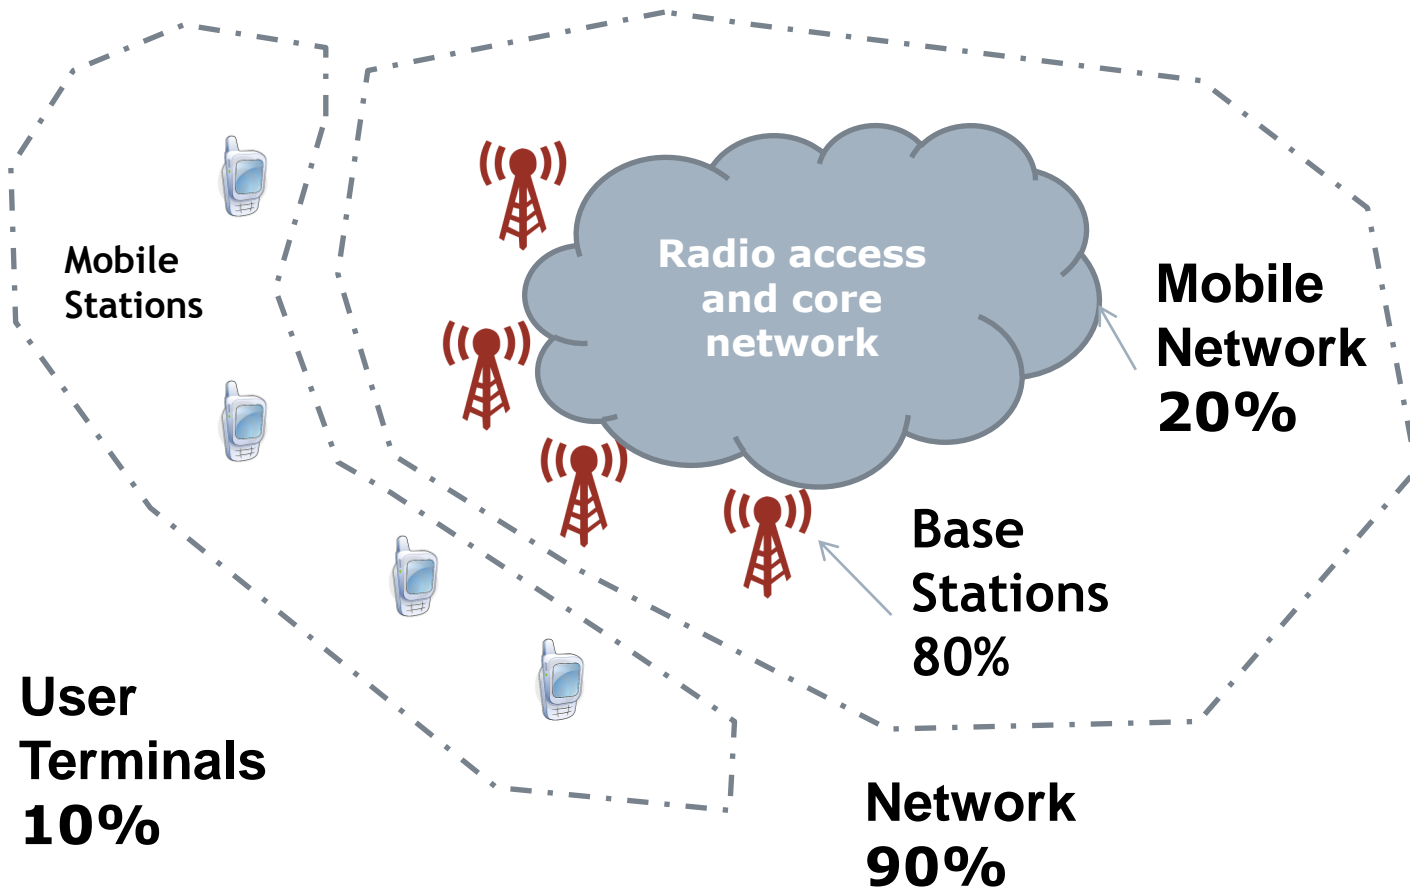 Mobile
Stations
Radio access
and core
network
Mobile
Network
20%
Base
Stations
80%
User
Terminals
10%
Network
90%